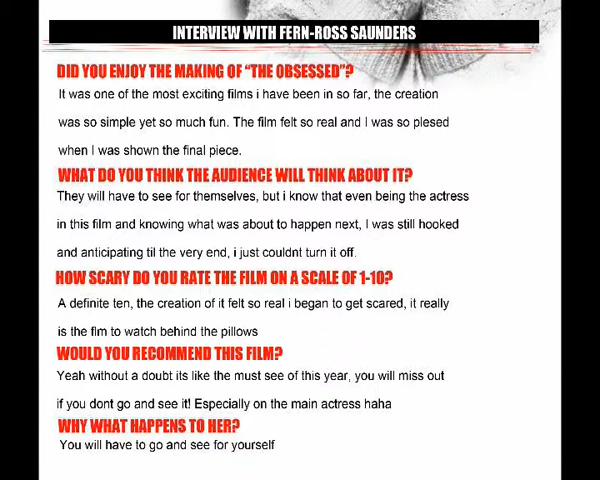 INTERVIEW WITH FERN-ROSS SAUNDERS
DID YOU ENJOY THE MAKING OF "THE OBSESSED"?
It was one of the most exciting films i have been in so far, the creation
was so simple yet so much fun. The film felt so real and I was so plesed
when I was shown the final piece.
WHAT DO YOU THINK THE AUDIENCE WILL THINK ABOUT IT?
They will have to see for themselves, but i know that even being the actress
in this film and knowing what was about to happen next, I was still hooked
and anticipating til the very end, i just couldnt turn it off.
HOW SCARY DO YOU RATE THE FILM ON A SCALE OF 1-10?
A definite ten, the creation of it felt so real i began to get scared, it really
is the flm to watch behind the pillows
WOULD YOU RECOMMEND THIS FILM?
Yeah without a doubt its like the must see of this year, you will miss out
if you dont go and see it! Especially on the main actress haha
WHY WHAT HAPPENS TO HER?
You will have to go and see for yourself